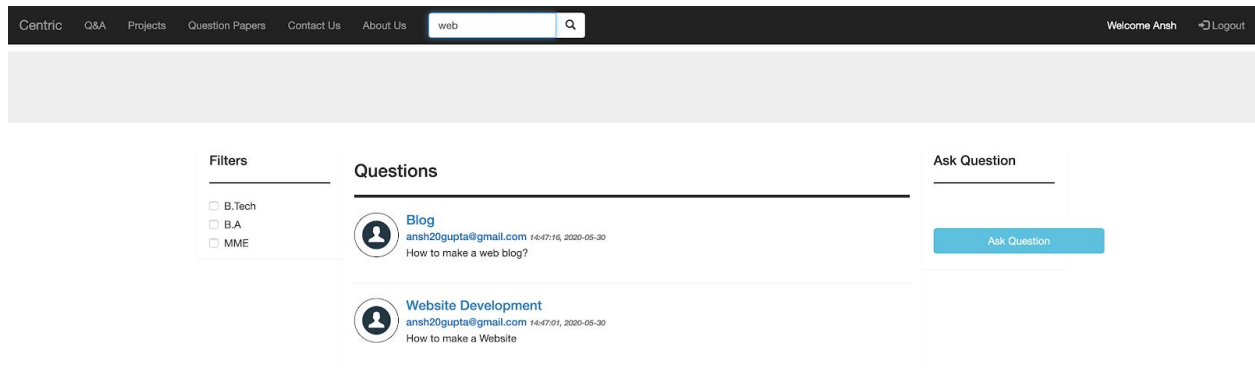 Centric Q&A Projects Question Papers Contact Us About Us web Welcome Ansh Logout
Filters
B.Tech
B.A
MME
Questions
Blog
ansh20gupta@gmail.com 14:47:16, 2020-05-30
How to make a web blog?
Website Development
ansh20gupta@gmail.com 14:47:01, 2020-05-30
How to make a Website
Ask Question
Ask Question